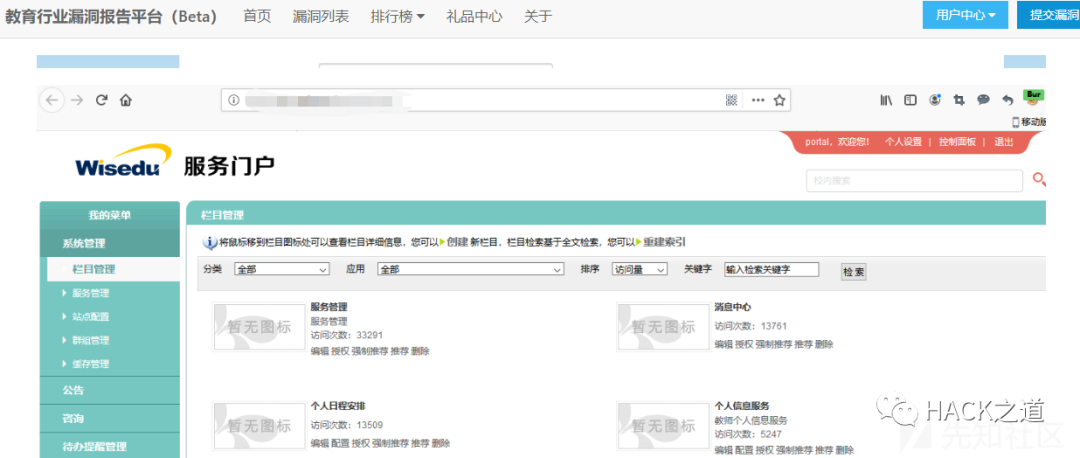 教育行业漏洞报告平台（Beta） 首页 漏洞列表 排行榜 礼品中心 关于 用户中心 提交漏洞
Bur
移动版
portal，欢迎您! 个人设置 | 控制面板 | 退出
Wisedu 服务门户
校内搜索
我的菜单 栏目管理
系统管理 将鼠标移到栏目图标处可以查看栏目详细信息，您可以 创建 新栏目，栏目检索基于全文检索，您可以 重建索引
栏目管理 分类 全部 应用 全部 排序 访问量 关键字 输入检索关键字 检索
服务管理
站点配置
群组管理
缓存管理
公告
咨询
待办提醒管理
暂无图标 服务管理
服务管理
访问次数：33291
编辑 授权 强制推荐 推荐 删除
暂无图标 消息中心
访问次数：13761
编辑 授权 强制推荐 推荐 删除
暂无图标 个人日程安排
访问次数：13509
编辑 配置 授权 强制推荐 推荐 删除
暂无图标 个人信息服务
教师个人信息服务
访问次数：5247
编辑 配置 授权 强制推荐 推荐 删除
HACK之道
先知社区